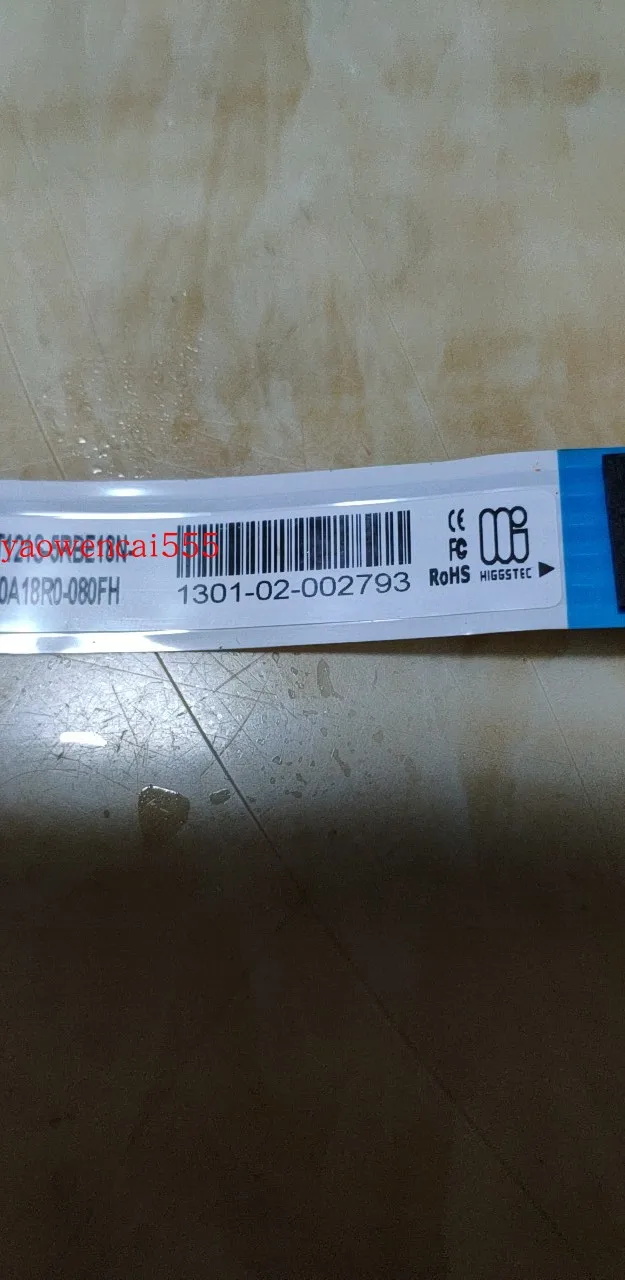 yaowencai555
0A18R0-080FH
1301-02-002793
CE
FC
RoHS
HIGGSTEC